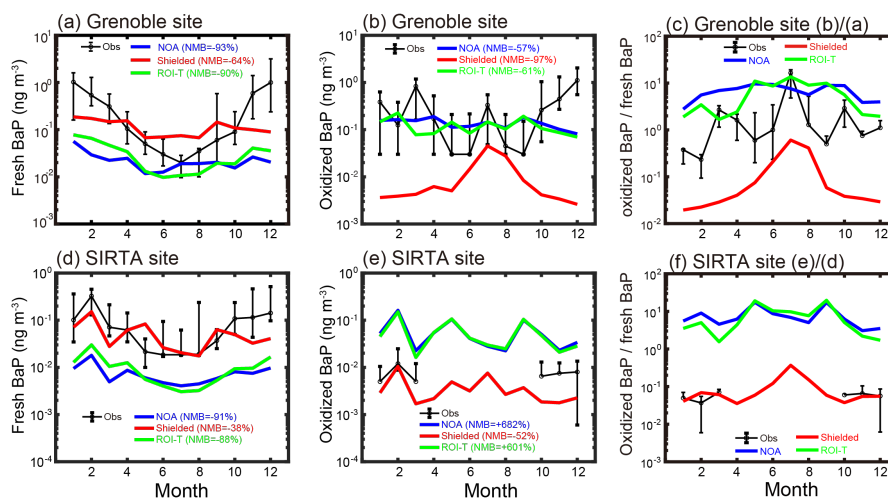 (a) Grenoble site
Fresh BaP (ng m⁻³)
10¹
10⁰
10⁻¹
10⁻²
10⁻³
Obs
NOA (NMB=-93%)
Shielded (NMB=-64%)
ROI-T (NMB=-90%)
2 4 6 8 10 12
(b) Grenoble site
Oxidized BaP (ng m⁻³)
10¹
10⁰
10⁻¹
10⁻²
10⁻³
Obs
NOA (NMB=-57%)
Shielded (NMB=-97%)
ROI-T (NMB=-61%)
2 4 6 8 10 12
(c) Grenoble site (b)/(a)
oxidized BaP / fresh BaP
10²
10¹
10⁰
10⁻¹
10⁻²
Obs Shielded
NOA ROI-T
2 4 6 8 10 12
(d) SIRTA site
Fresh BaP (ng m⁻³)
10⁰
10⁻¹
10⁻²
10⁻³
10⁻⁴
Obs
NOA (NMB=-91%)
Shielded (NMB=-38%)
ROI-T (NMB=-88%)
2 4 6 8 10 12
Month
(e) SIRTA site
Oxidized BaP (ng m⁻³)
10⁰
10⁻¹
10⁻²
10⁻³
10⁻⁴
Obs
NOA (NMB=+682%)
Shielded (NMB=-52%)
ROI-T (NMB=+601%)
2 4 6 8 10 12
Month
(f) SIRTA site (e)/(d)
Oxidized BaP / fresh BaP
10²
10¹
10⁰
10⁻¹
10⁻²
10⁻³
Obs Shielded
NOA ROI-T
2 4 6 8 10 12
Month